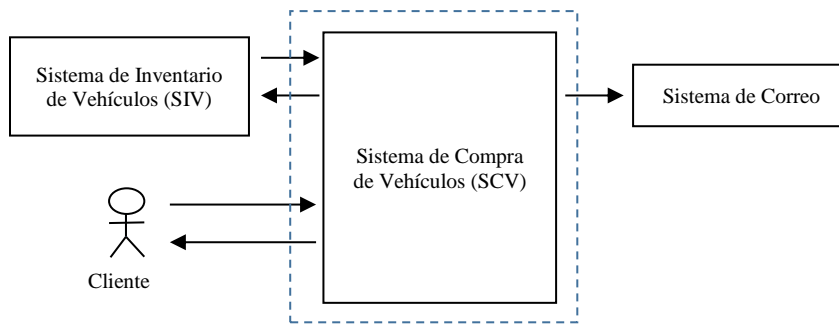 Sistema de Inventario
de Vehículos (SIV)
Sistema de Correo
Sistema de Compra
de Vehículos (SCV)
Cliente